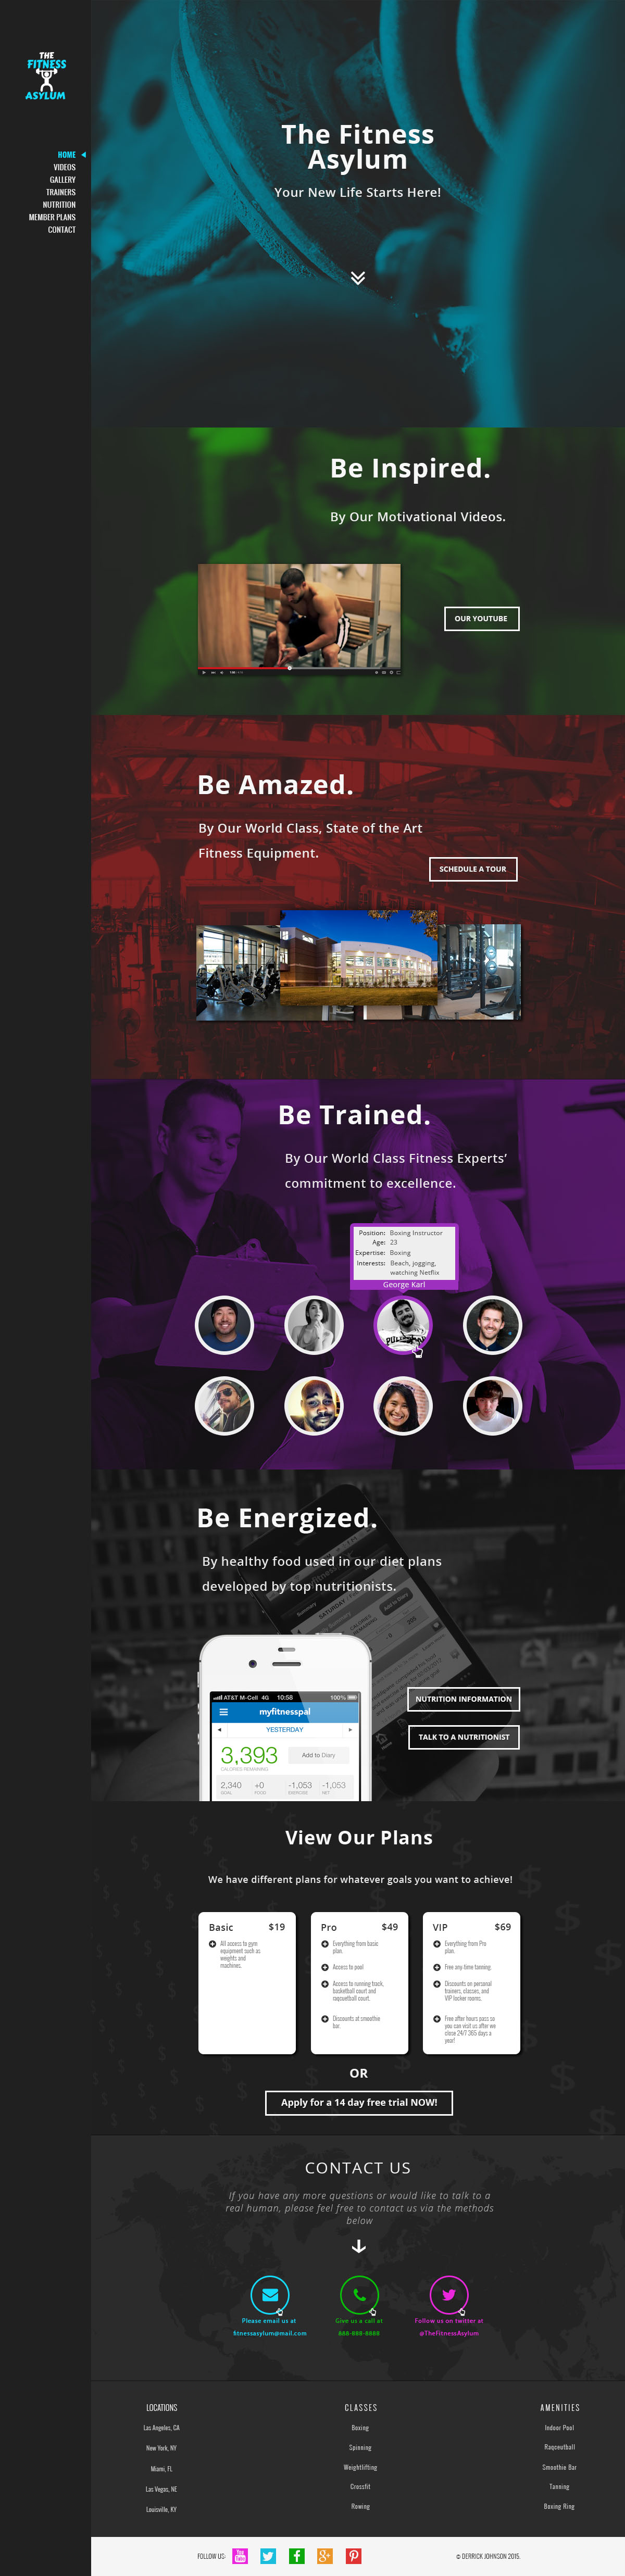 THE
FITNESS
ASYLUM
HOME
VIDEOS
GALLERY
TRAINERS
NUTRITION
MEMBER PLANS
CONTACT
The Fitness
Asylum
Your New Life Starts Here!
Be Inspired.
By Our Motivational Videos.
OUR YOUTUBE
Be Amazed.
By Our World Class, State of the Art
Fitness Equipment.
SCHEDULE A TOUR
Be Trained.
By Our World Class Fitness Experts’
commitment to excellence.
Position: Boxing Instructor
Age: 23
Expertise: Boxing
Interests: Beach, jogging,
watching Netflix
George Karl
Be Energized.
By healthy food used in our diet plans
developed by top nutritionists.
AT&T M-Cell 4G 10:58 100%
myfitnesspal
YESTERDAY
3,393
Add to Diary
CALORIES REMAINING
2,340 +0 -1,053 -1,053
GOAL FOOD EXERCISE NET
NUTRITION INFORMATION
TALK TO A NUTRITIONIST
View Our Plans
We have different plans for whatever goals you want to achieve!
Basic $19
All access to gym
equipment such as
weights and
machines.
Pro $49
Everything from basic
plan.
Access to pool
Access to running track,
basketball court and
raqcuetball court.
Discounts at smoothie
bar.
VIP $69
Everything from Pro
plan.
Free any-time tanning.
Discounts on personal
trainers, classes, and
VIP locker rooms.
Free after hours pass so
you can visit us after we
close 24/7 365 days a
year!
OR
Apply for a 14 day free trial NOW!
CONTACT US
If you have any more questions or would like to talk to a
real human, please feel free to contact us via the methods
below
Please email us at
fitnessasylum@mail.com
Give us a call at
888-888-8888
Follow us on twitter at
@TheFitnessAsylum
LOCATIONS
Las Angeles, CA
New York, NY
Miami, FL
Las Vegas, NE
Louisville, KY
CLASSES
Boxing
Spinning
Weightlifting
Crossfit
Rowing
AMENITIES
Indoor Pool
Raqceutball
Smoothie Bar
Tanning
Boxing Ring
FOLLOW US:
© DERRICK JOHNSON 2015.